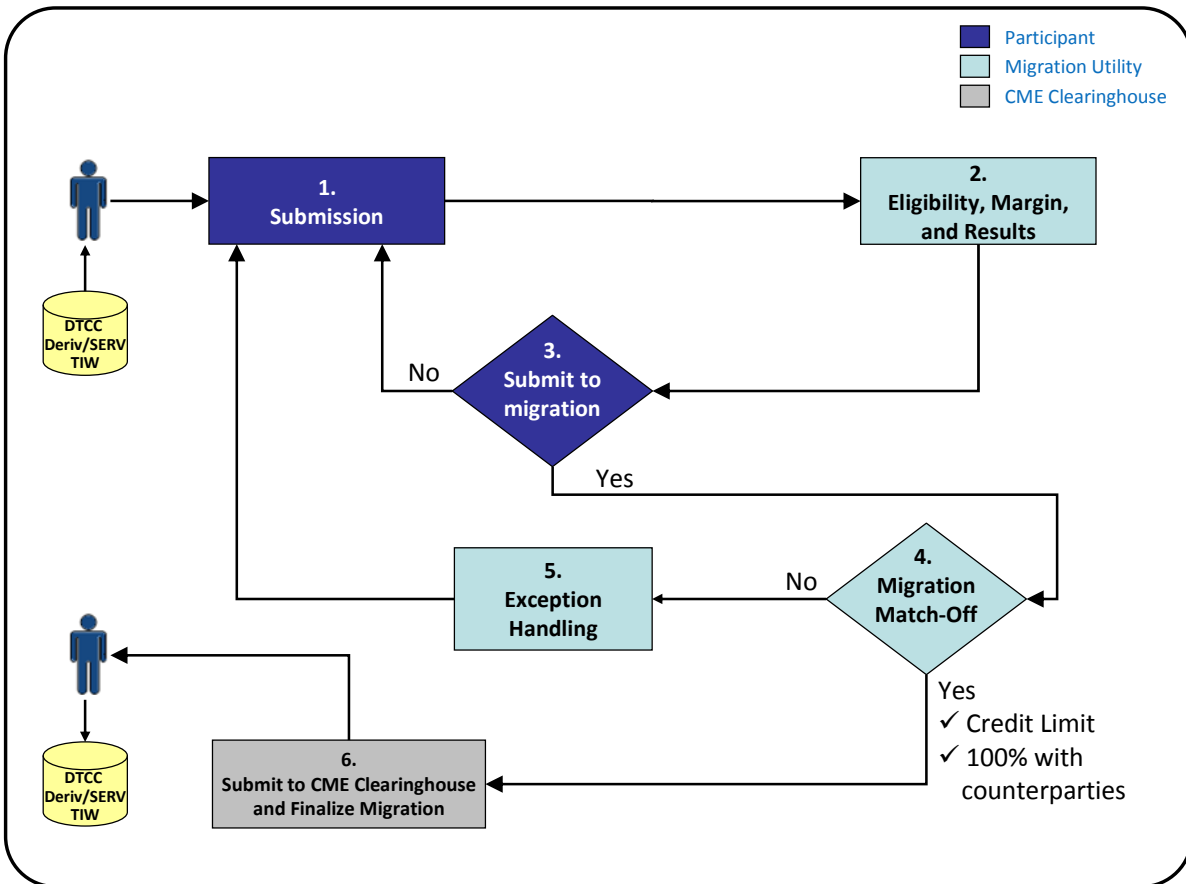 Participant
Migration Utility
CME Clearinghouse
1.
Submission
2.
Eligibility, Margin,
and Results
DTCC
Deriv/SERV
TIW
3.
Submit to
migration
No
Yes
4.
Migration
Match-Off
No
5.
Exception
Handling
Yes
✓ Credit Limit
✓ 100% with
counterparties
6.
Submit to CME Clearinghouse
and Finalize Migration
DTCC
Deriv/SERV
TIW